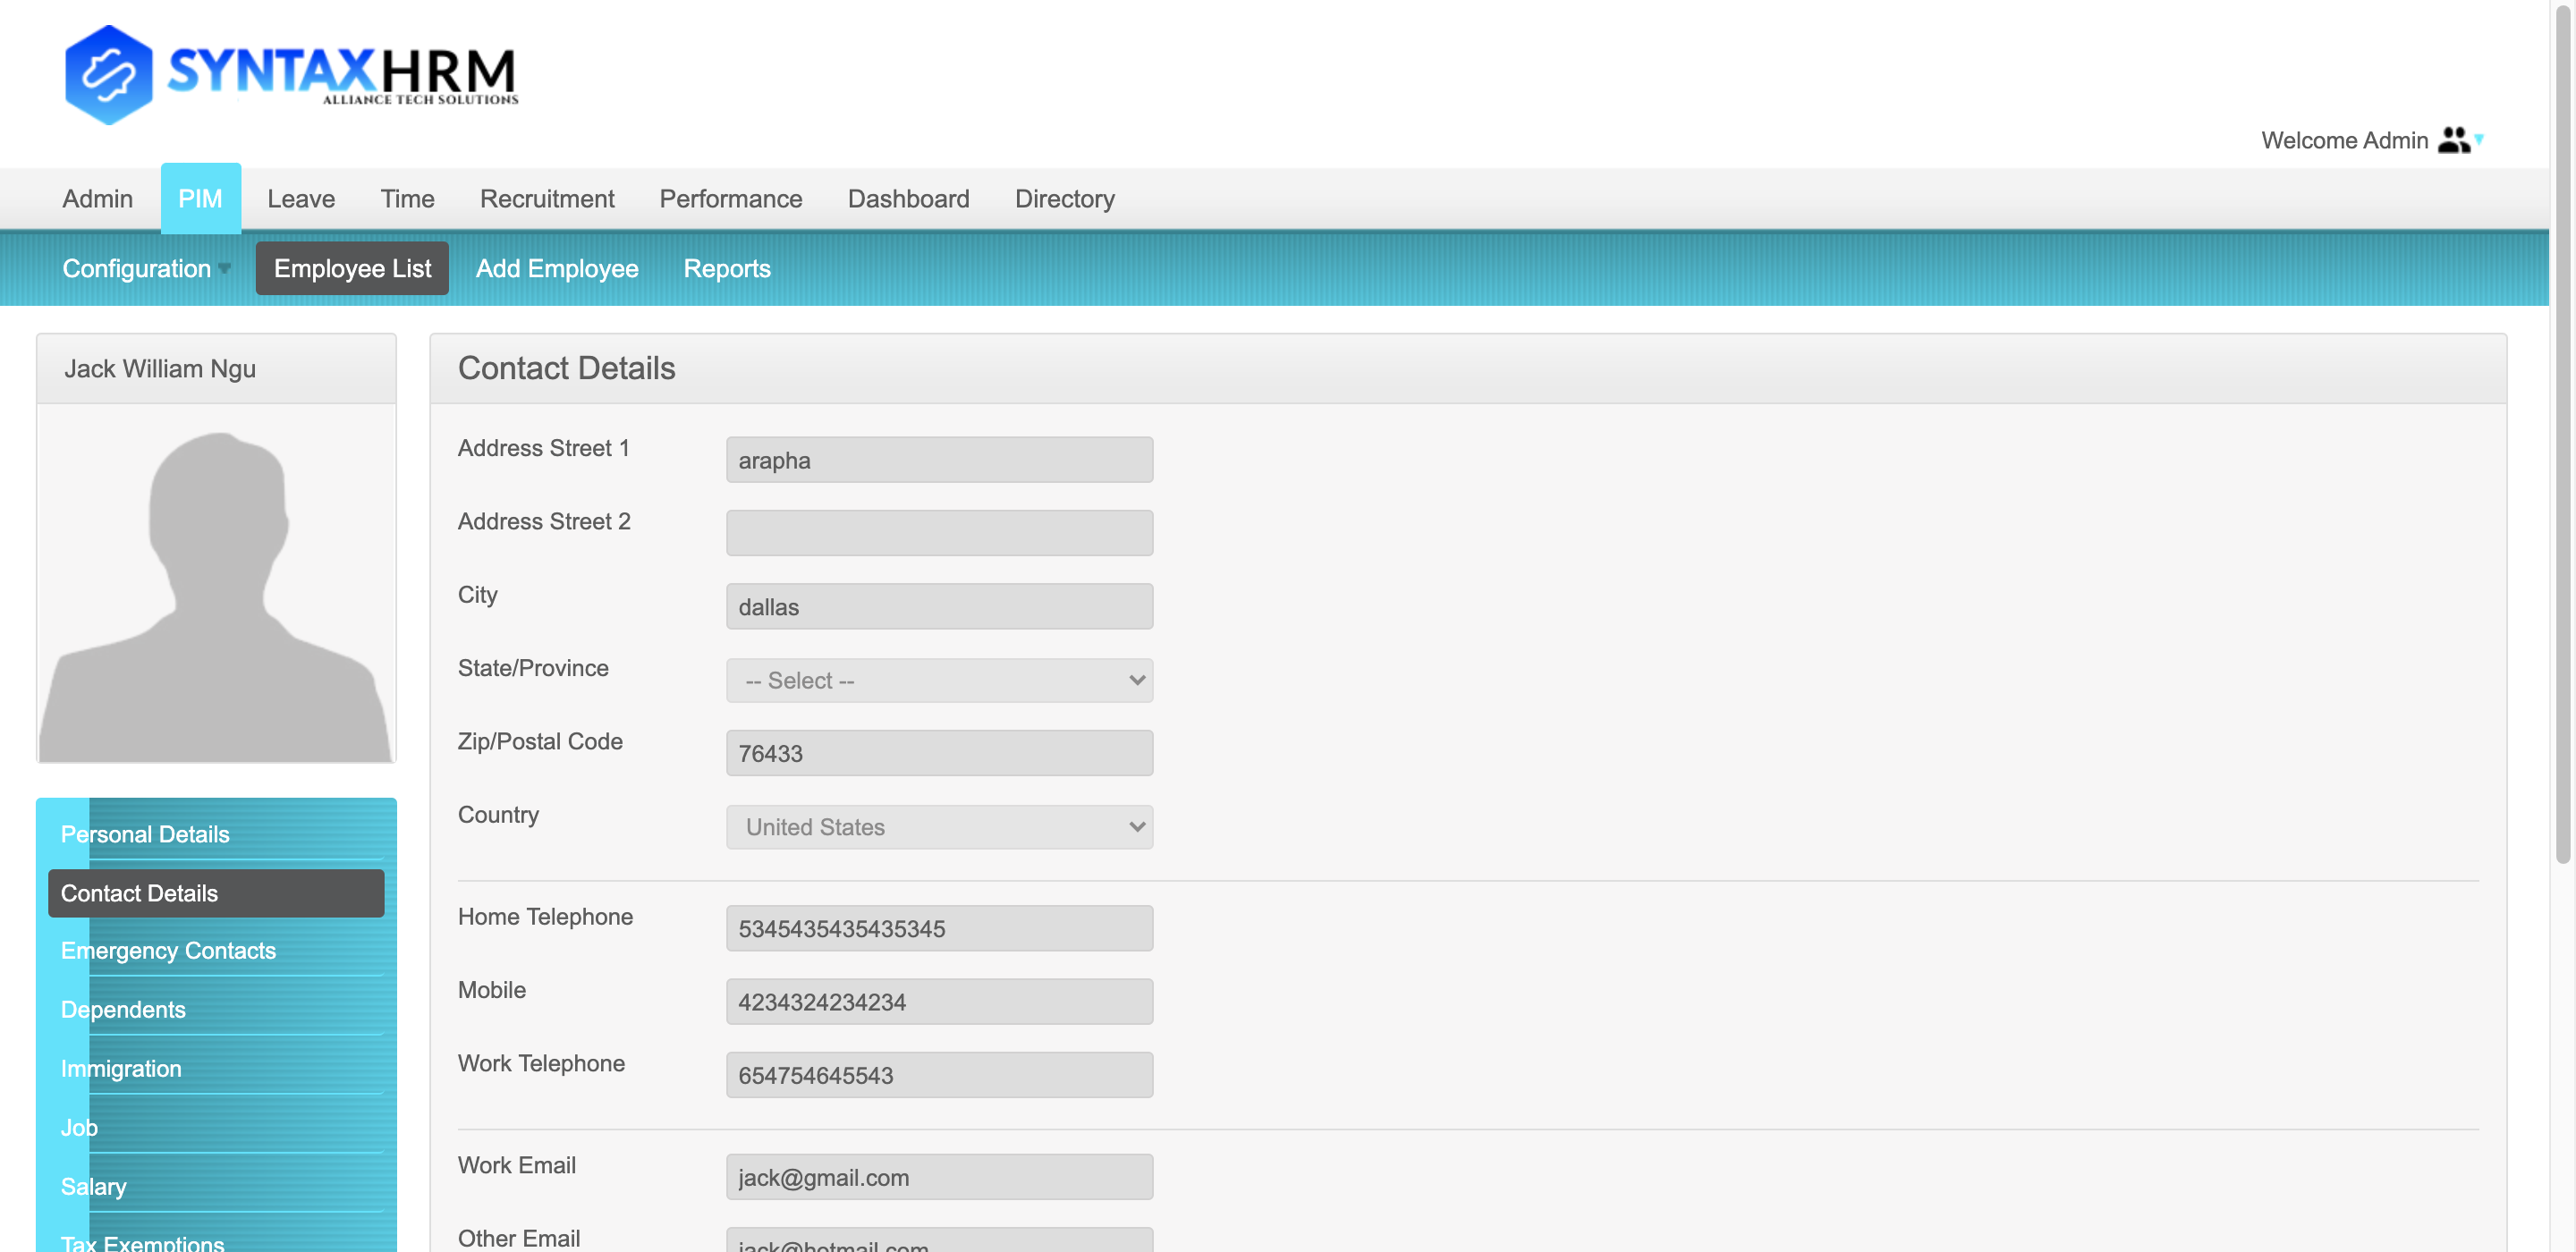 SYNTAXHRM
ALLIANCE TECH SOLUTIONS
Welcome Admin
Admin PIM Leave Time Recruitment Performance Dashboard Directory
Configuration Employee List Add Employee Reports
Jack William Ngu
Personal Details
Contact Details
Emergency Contacts
Dependents
Immigration
Job
Salary
Tax Exemptions
Contact Details
Address Street 1 arapha
Address Street 2
City dallas
State/Province -- Select --
Zip/Postal Code 76433
Country United States
Home Telephone 5345435435435345
Mobile 4234324234234
Work Telephone 654754645543
Work Email jack@gmail.com
Other Email jack@hotmail.com